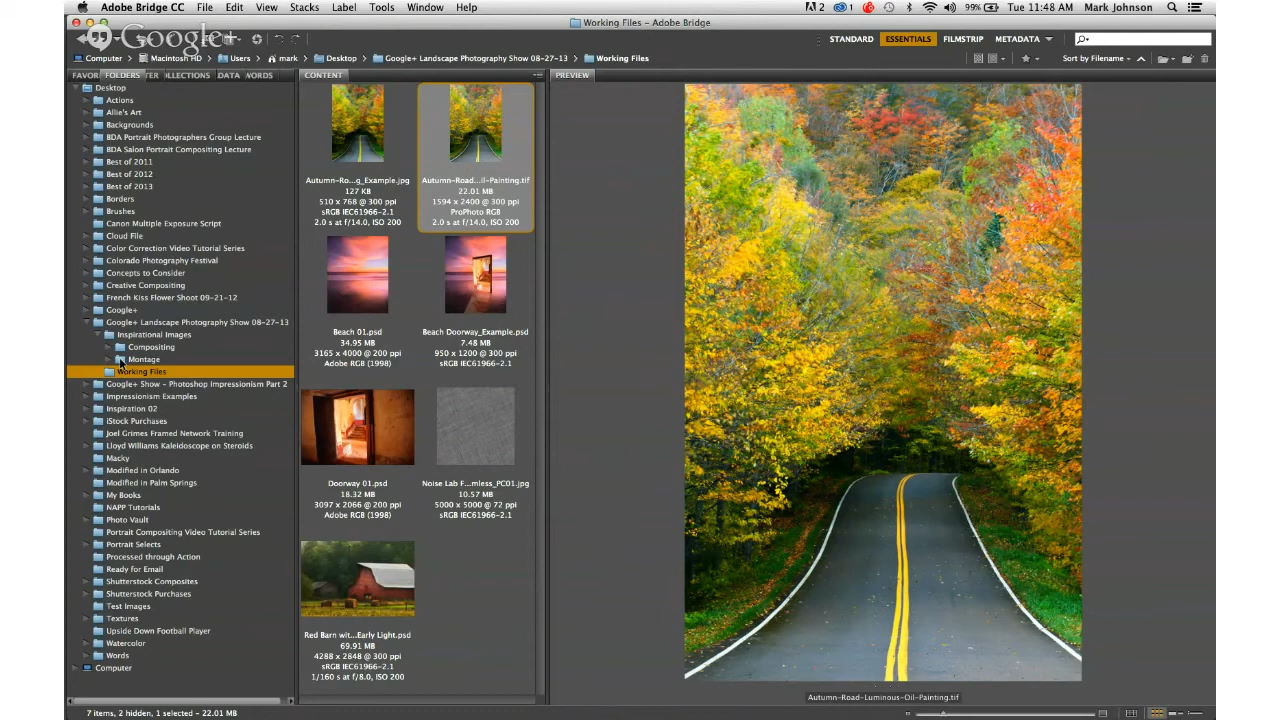 Adobe Bridge CC File Edit View Stacks Label Tools Window Help
2 1 99% Tue 11:48 AM Mark Johnson
Working Files – Adobe Bridge
Google+
STANDARD ESSENTIALS FILMSTRIP METADATA
Computer Macintosh HD Users mark Desktop Google+ Landscape Photography Show 08-27-13 Working Files
Sort by Filename
FAVOR FOLDERS TER LLECTIONS DATA WORDS
CONTENT
PREVIEW
Desktop
Actions
Allie's Art
Backgrounds
BDA Portrait Photographers Group Lecture
BDA Salon Portrait Compositing Lecture
Best of 2011
Best of 2012
Best of 2013
Borders
Brushes
Canon Multiple Exposure Script
Cloud File
Color Correction Video Tutorial Series
Colorado Photography Festival
Concepts to Consider
Creative Compositing
French Kiss Flower Shoot 09-21-12
Google+
Google+ Landscape Photography Show 08-27-13
Inspirational Images
Compositing
Montage
Working Files
Google+ Show - Photoshop Impressionism Part 2
Impressionism Examples
Inspiration 02
iStock Purchases
Joel Grimes Framed Network Training
Lloyd Williams Kaleidoscope on Steroids
Macky
Modified in Orlando
Modified in Palm Springs
My Books
NAPP Tutorials
Photo Vault
Portrait Compositing Video Tutorial Series
Portrait Selects
Processed through Action
Ready for Email
Shutterstock Composites
Shutterstock Purchases
Test Images
Textures
Upside Down Football Player
Watercolor
Words
Computer
Autumn-Ro...g_Example.jpg
127 KB
510 x 768 @ 300 ppi
sRGB IEC61966-2.1
2.0 s at f/14.0, ISO 200
Autumn-Road...il-Painting.tif
22.01 MB
1594 x 2400 @ 300 ppi
ProPhoto RGB
2.0 s at f/14.0, ISO 200
Beach 01.psd
34.95 MB
3165 x 4000 @ 200 ppi
Adobe RGB (1998)
Beach Doorway_Example.psd
7.48 MB
950 x 1200 @ 300 ppi
sRGB IEC61966-2.1
Doorway 01.psd
18.32 MB
3097 x 2066 @ 200 ppi
Adobe RGB (1998)
Noise Lab F...mless_PC01.jpg
10.57 MB
5000 x 5000 @ 72 ppi
sRGB IEC61966-2.1
Red Barn wit...Early Light.psd
69.91 MB
4288 x 2848 @ 300 ppi
sRGB IEC61966-2.1
1/160 s at f/8.0, ISO 200
Autumn-Road-Luminous-Oil-Painting.tif
7 items, 2 hidden, 1 selected - 22.01 MB